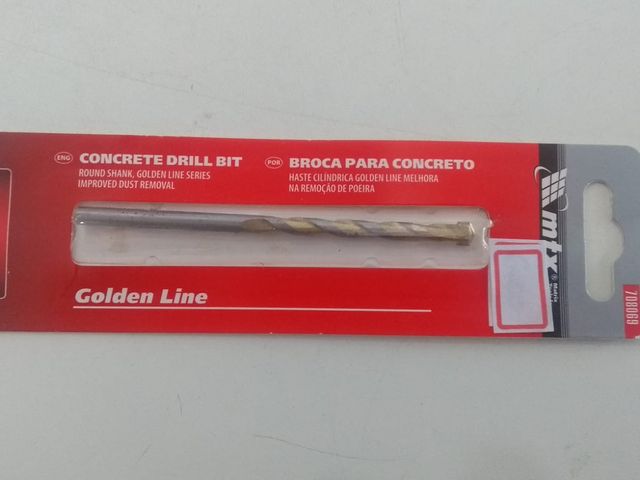 ENG CONCRETE DRILL BIT
ROUND SHANK, GOLDEN LINE SERIES
IMPROVED DUST REMOVAL
POR BROCA PARA CONCRETO
HASTE CILÍNDRICA GOLDEN LINE MELHORA
NA REMOÇÃO DE POEIRA
Golden Line
mtx ®
Matrix
708069